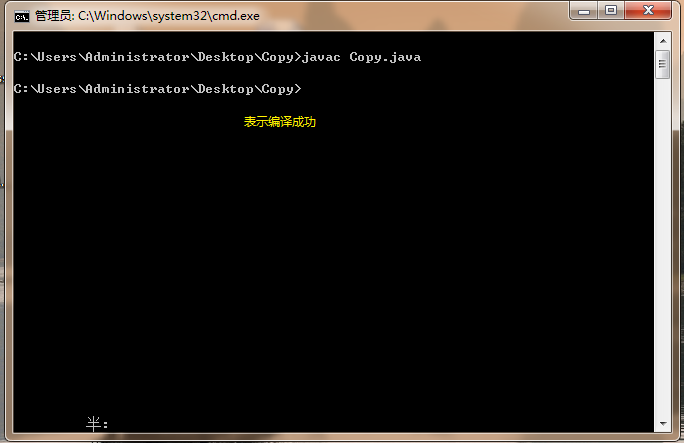 管理员: C:\Windows\system32\cmd.exe
C:\Users\Administrator\Desktop\Copy>javac Copy.java
C:\Users\Administrator\Desktop\Copy>
表示编译成功
半: